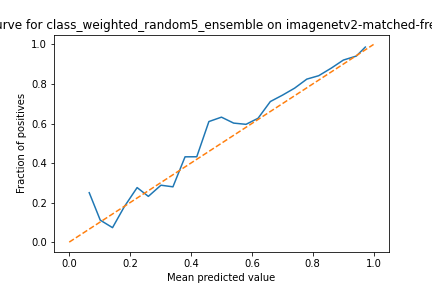 urve for class_weighted_random5_ensemble on imagenetv2-matched-fre
1.0
0.8
0.6
0.4
0.2
0.0
Fraction of positives
0.0 0.2 0.4 0.6 0.8 1.0
Mean predicted value